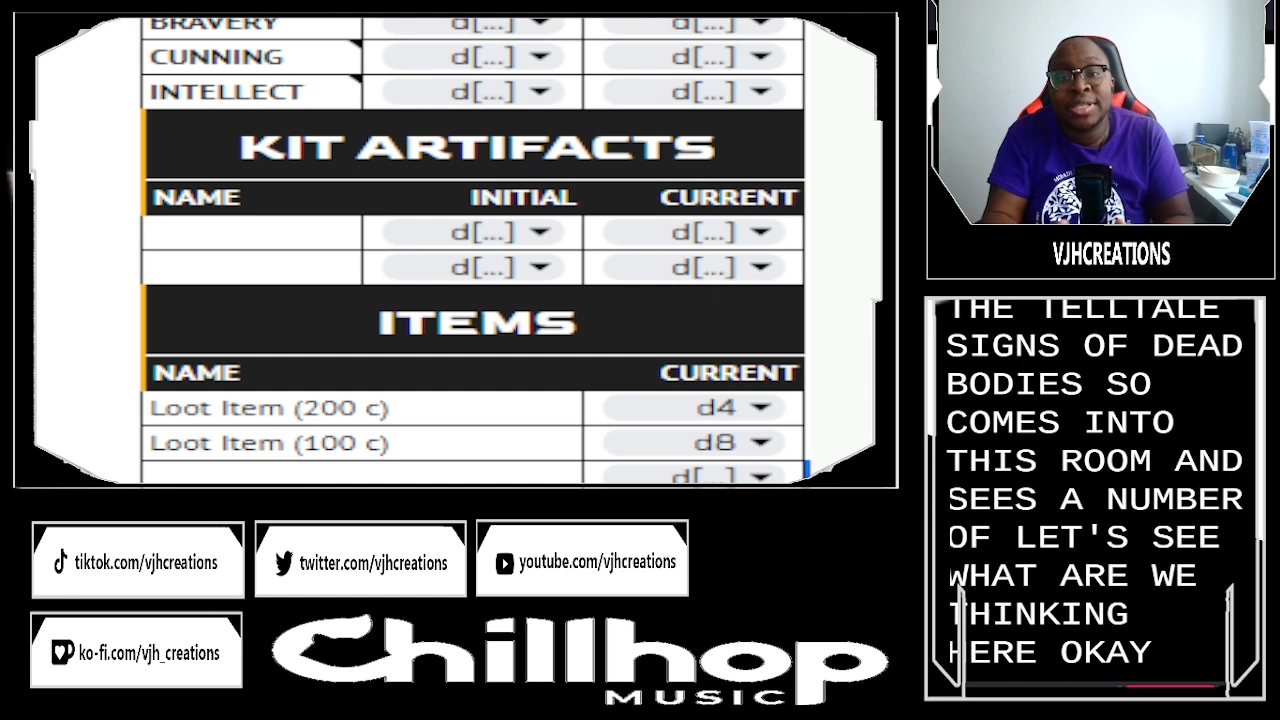 BRAVERY d[...] d[...]
CUNNING d[...] d[...]
INTELLECT d[...] d[...]
KIT ARTIFACTS
NAME INITIAL CURRENT
d[...] d[...]
d[...] d[...]
ITEMS
NAME CURRENT
Loot Item (200 c) d4
Loot Item (100 c) d8
d[...]
VJHCREATIONS
THE TELLTALE
SIGNS OF DEAD
BODIES SO
COMES INTO
THIS ROOM AND
SEES A NUMBER
OF LET'S SEE
WHAT ARE WE
THINKING
HERE OKAY
tiktok.com/vjhcreations
twitter.com/vjhcreations
youtube.com/vjhcreations
ko-fi.com/vjh_creations
Chillhop
MUSIC